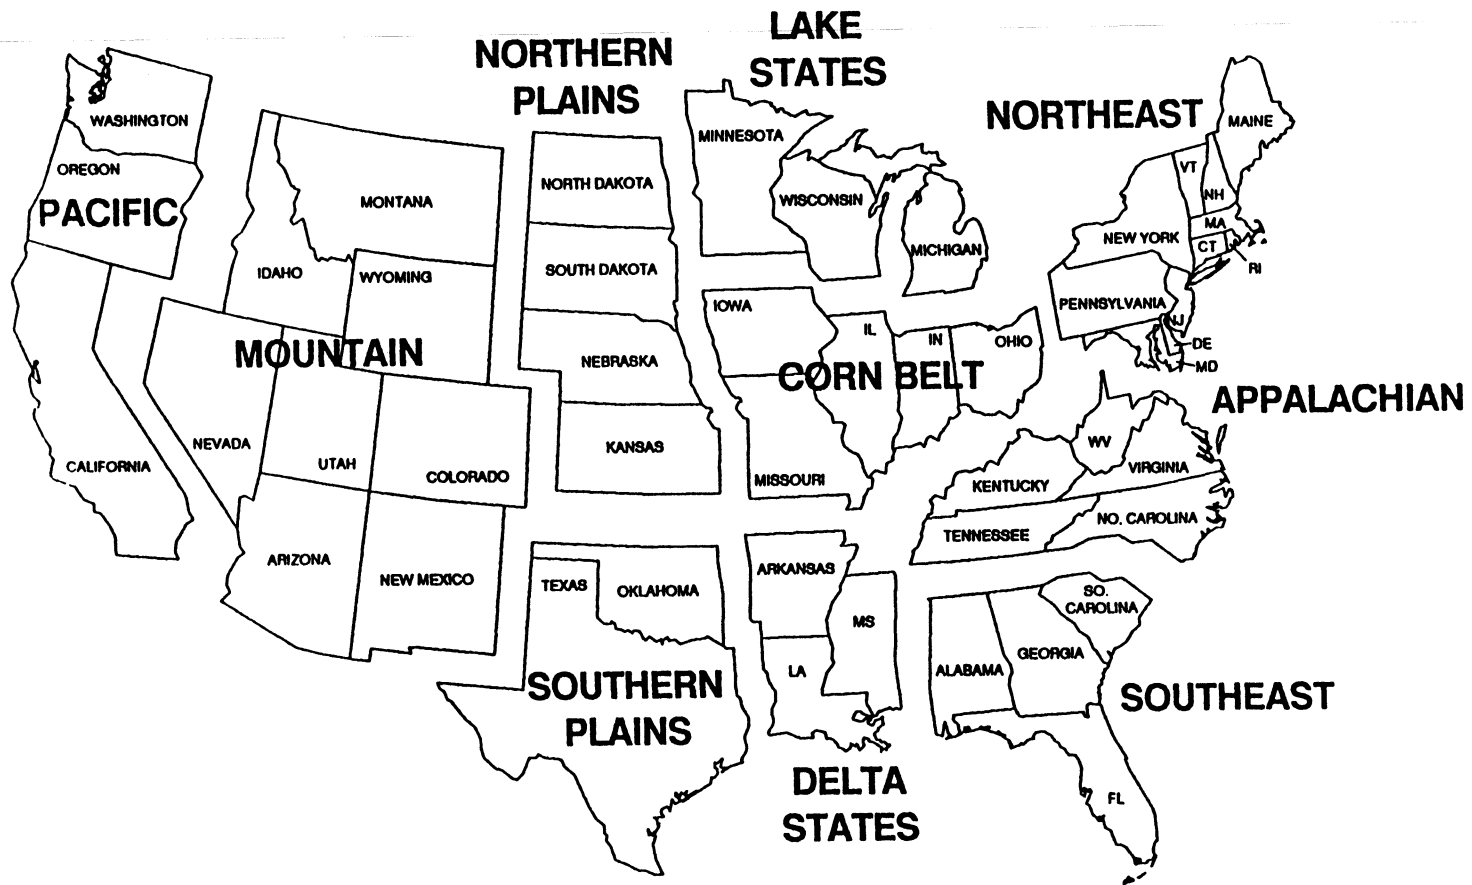 LAKE
STATES
NORTHERN
PLAINS
NORTHEAST
WASHINGTON
OREGON
PACIFIC
CALIFORNIA
MONTANA
IDAHO
WYOMING
MOUNTAIN
NEVADA
UTAH
COLORADO
ARIZONA
NEW MEXICO
NORTH DAKOTA
SOUTH DAKOTA
NEBRASKA
KANSAS
MINNESOTA
WISCONSIN
MICHIGAN
IOWA
IL
IN
OHIO
CORN BELT
MISSOURI
MAINE
VT
NH
MA
NEW YORK
CT
RI
PENNSYLVANIA
NJ
DE
MD
APPALACHIAN
WV
VIRGINIA
KENTUCKY
NO. CAROLINA
TENNESSEE
TEXAS
OKLAHOMA
SOUTHERN
PLAINS
ARKANSAS
MS
LA
DELTA
STATES
SO.
CAROLINA
GEORGIA
ALABAMA
SOUTHEAST
FL